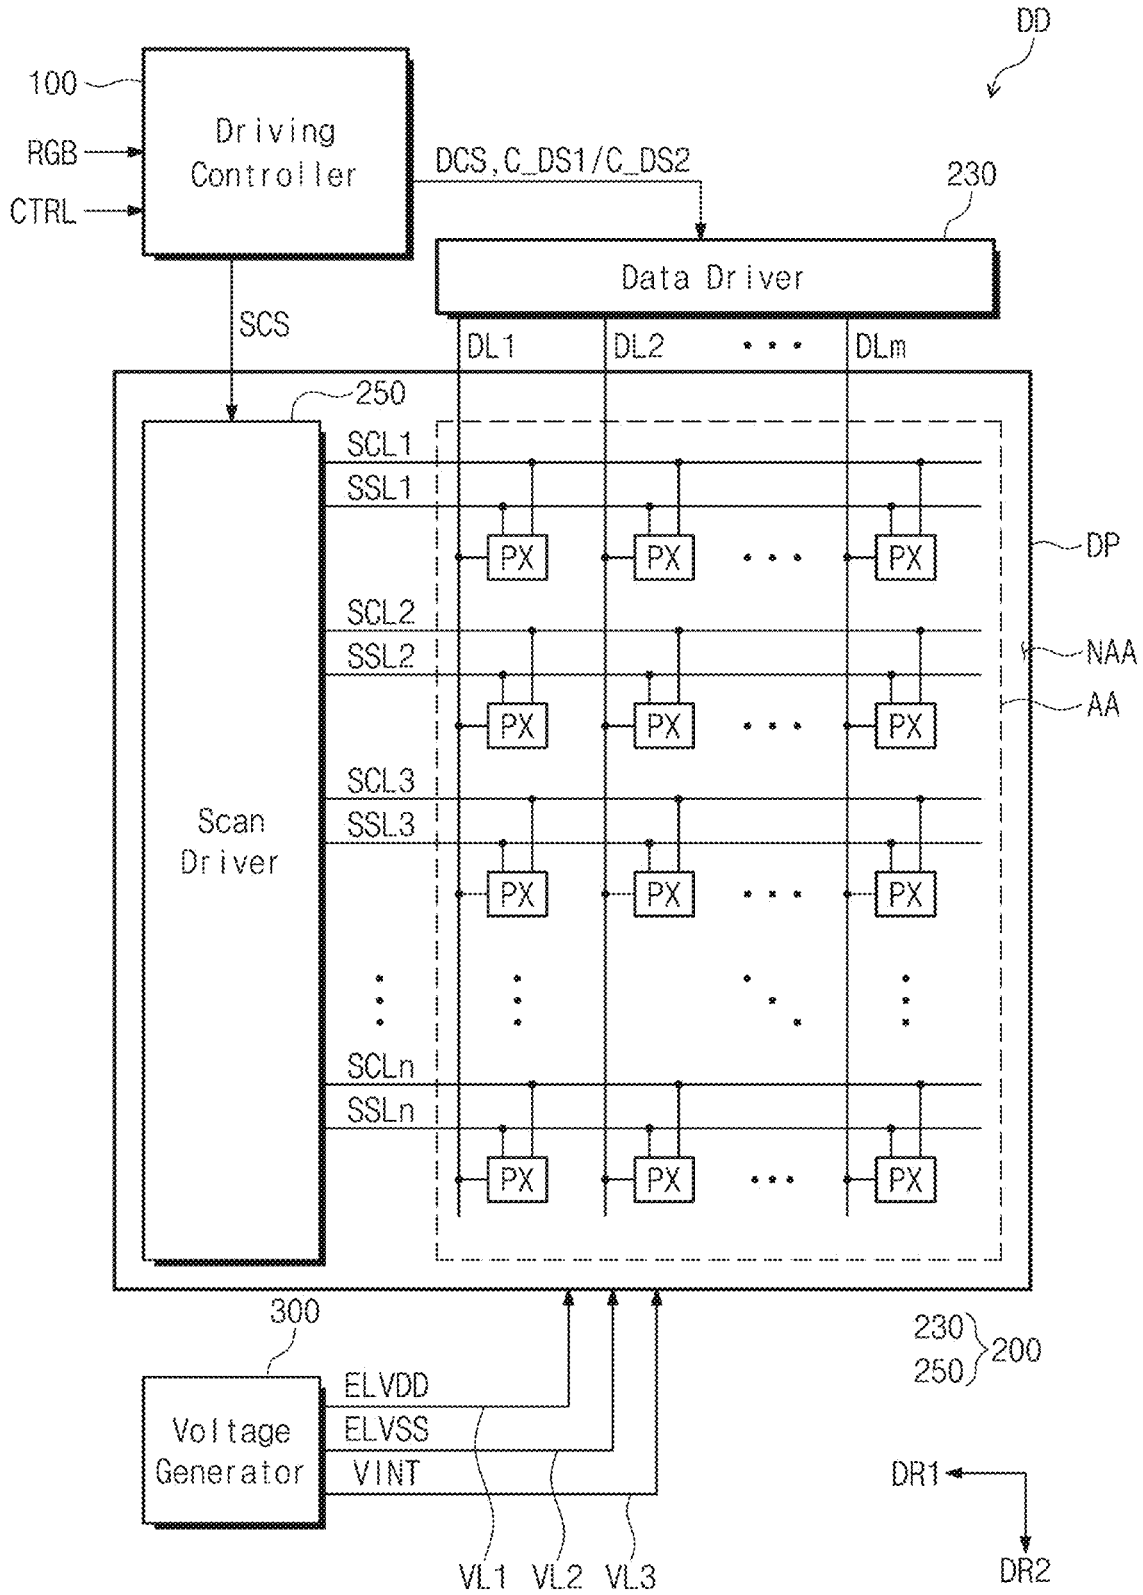 DD
100
Driving
Controller
RGB
CTRL
DCS, C_DS1/C_DS2
230
Data Driver
SCS
DL1 DL2 DLm
250
SCL1
SSL1
PX PX PX
DP
SCL2
SSL2
NAA
PX PX PX
AA
SCL3
Scan
Driver
SSL3
PX PX PX
SCLn
SSLn
PX PX PX
300
230
250
200
Voltage
Generator
ELVDD
ELVSS
VINT
DR1
DR2
VL1 VL2 VL3